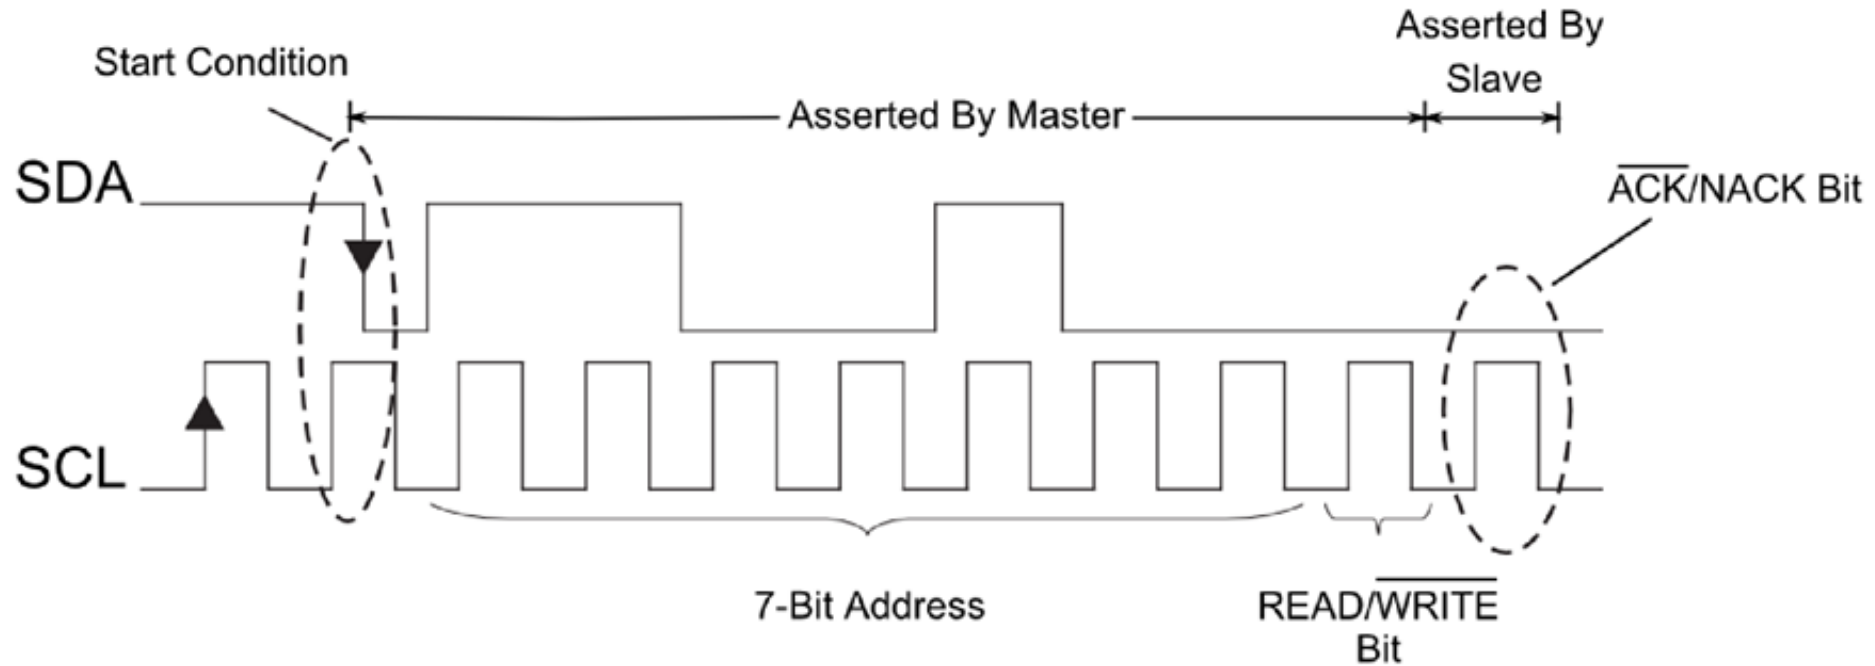 Asserted By
Slave
Start Condition
Asserted By Master
SDA
ACK/NACK Bit
SCL
7-Bit Address
READ/WRITE
Bit